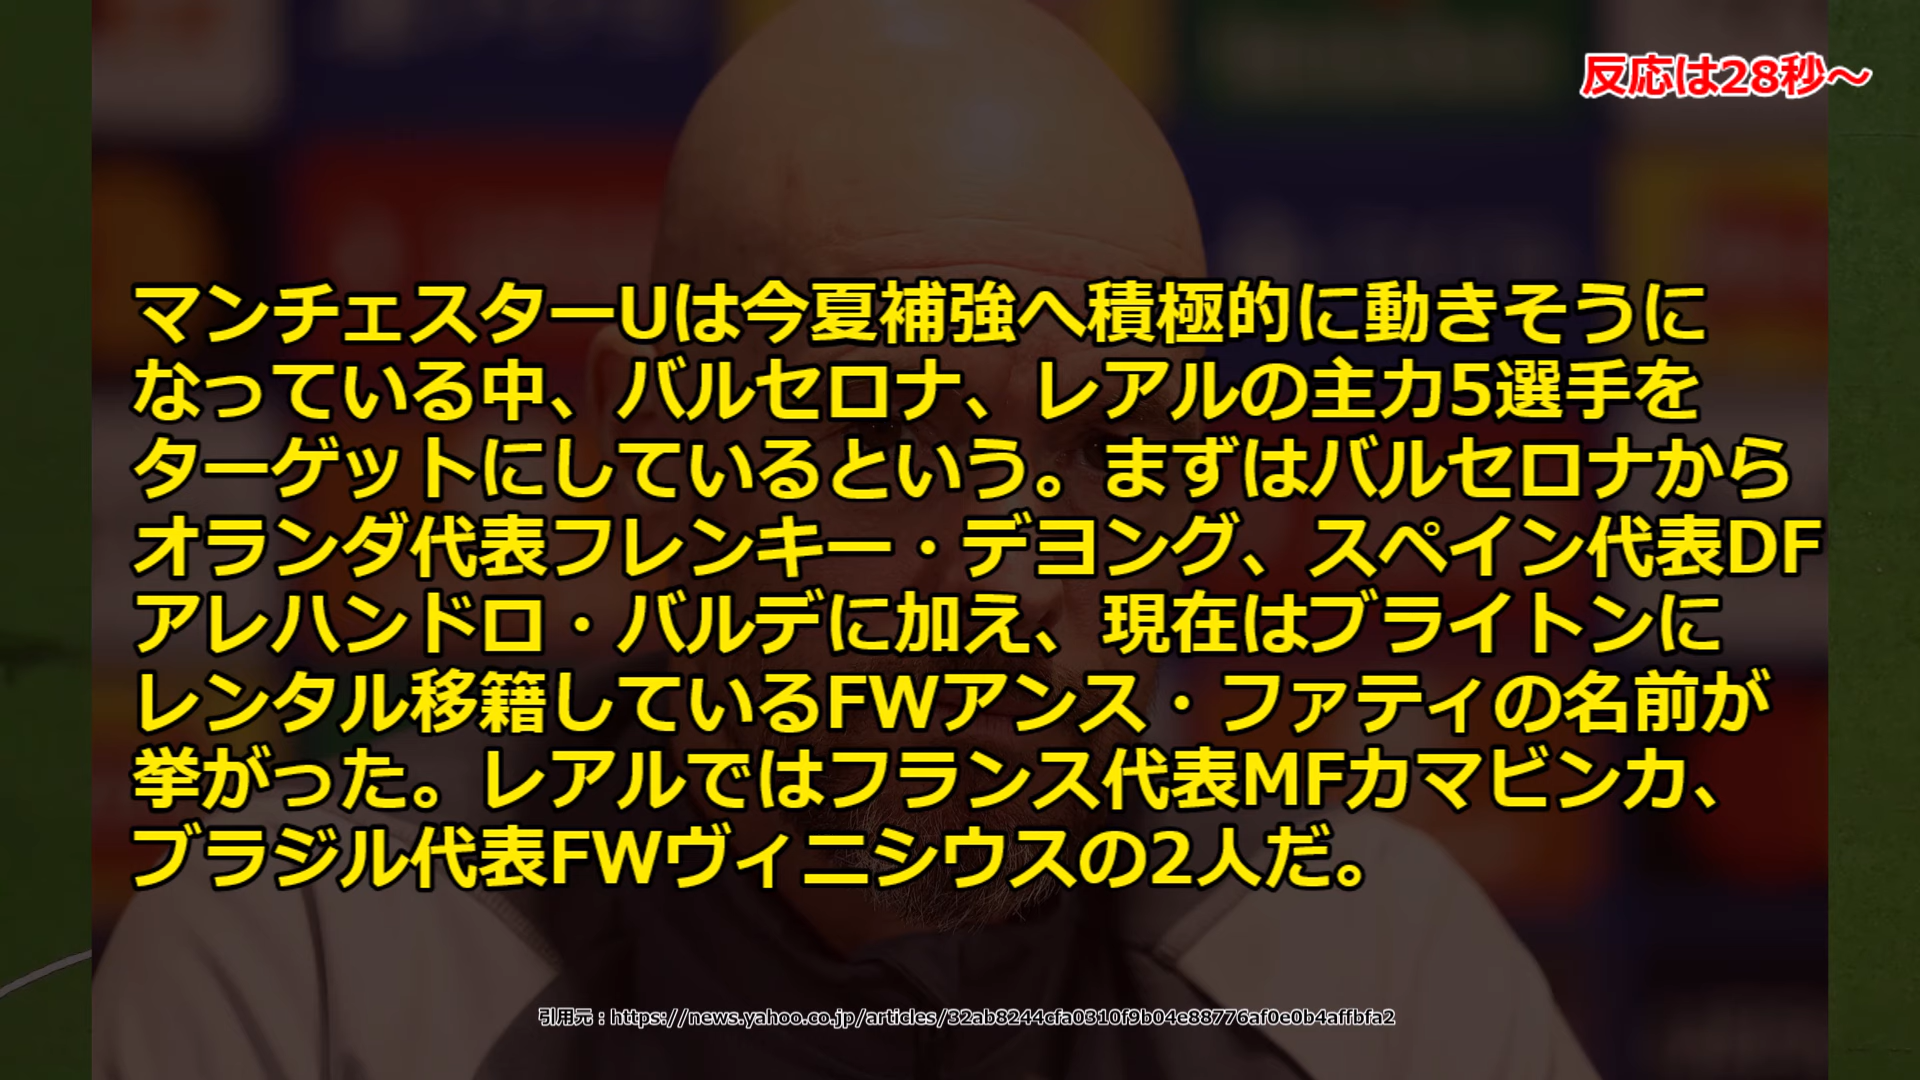 反応は28秒～
マンチェスターUは今夏補強へ積極的に動きそうに
なっている中、バルセロナ、レアルの主力5選手を
ターゲットにしているという。まずはバルセロナから
オランダ代表フレンキー・デヨング、スペイン代表DF
アレハンドロ・バルデに加え、現在はブライトンに
レンタル移籍しているFWアンス・ファティの名前が
挙がった。レアルではフランス代表MFカマビンカ、
ブラジル代表FWヴィニシウスの2人だ。
引用元：https://news.yahoo.co.jp/articles/32ab8244cfa0310f9b04e88776af0e0b4affbfa2